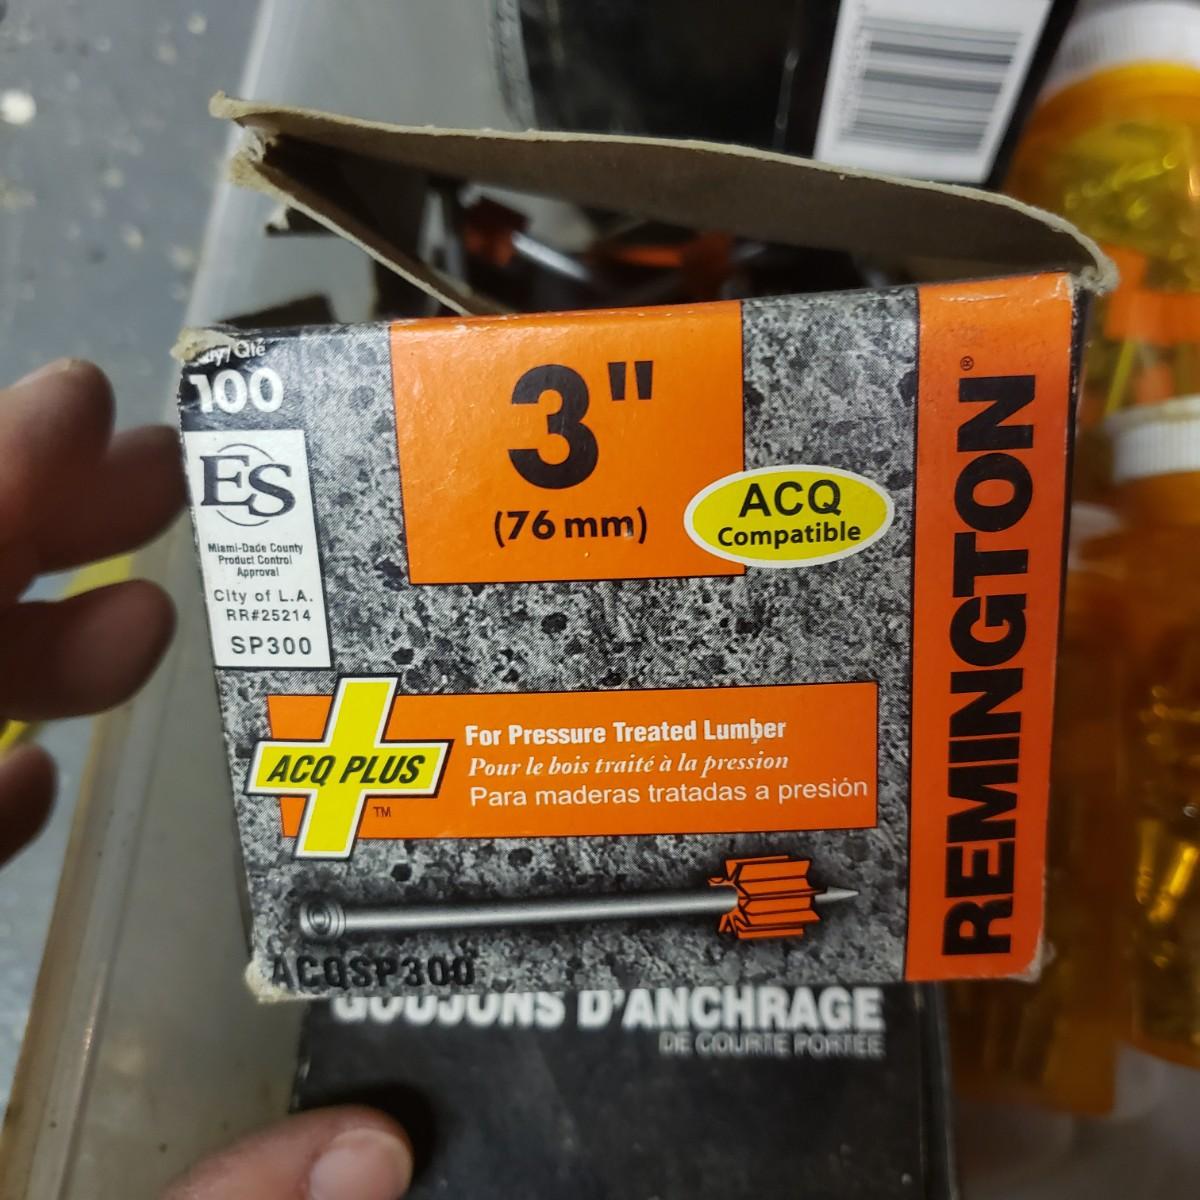 Qty/Qté
100
ES
Miami-Dade County
Product Control
Approval
City of L.A.
RR#25214
SP300
3"
(76 mm)
ACQ
Compatible
REMINGTON®
ACQ PLUS™
For Pressure Treated Lumber
Pour le bois traité à la pression
Para maderas tratadas a presión
ACQSP300
GOUJONS D'ANCHRAGE
DE COURTE PORTÉE